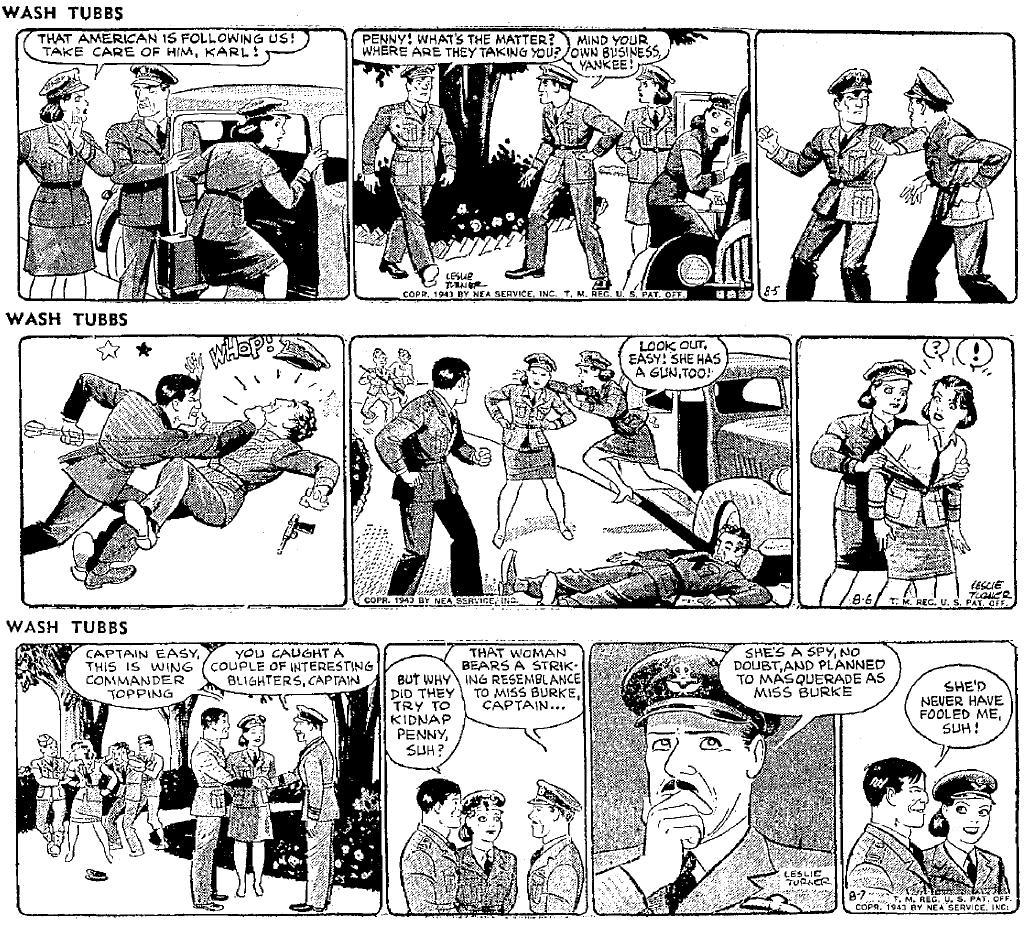 WASH TUBBS
THAT AMERICAN IS FOLLOWING US!
TAKE CARE OF HIM, KARL!
PENNY! WHAT'S THE MATTER?
WHERE ARE THEY TAKING YOU?
MIND YOUR
OWN BUSINESS,
YANKEE!
LESLIE
TURNER
COPR. 1943 BY NEA SERVICE, INC. T. M. REG. U. S. PAT. OFF.
8-5
WASH TUBBS
WHOP!
LOOK OUT,
EASY! SHE HAS
A GUN, TOO!
COPR. 1943 BY NEA SERVICE, INC.
? !
LESLIE
TURNER
8-6 T. M. REG. U. S. PAT. OFF.
WASH TUBBS
CAPTAIN EASY,
THIS IS WING
COMMANDER
TOPPING
YOU CAUGHT A
COUPLE OF INTERESTING
BLIGHTERS, CAPTAIN
BUT WHY
DID THEY
TRY TO
KIDNAP
PENNY,
SUH?
THAT WOMAN
BEARS A STRIK-
ING RESEMBLANCE
TO MISS BURKE,
CAPTAIN...
SHE'S A SPY, NO
DOUBT, AND PLANNED
TO MASQUERADE AS
MISS BURKE
LESLIE
TURNER
SHE'D
NEVER HAVE
FOOLED ME,
SUH!
8-7 T. M. REG. U. S. PAT. OFF.
COPR. 1943 BY NEA SERVICE, INC.